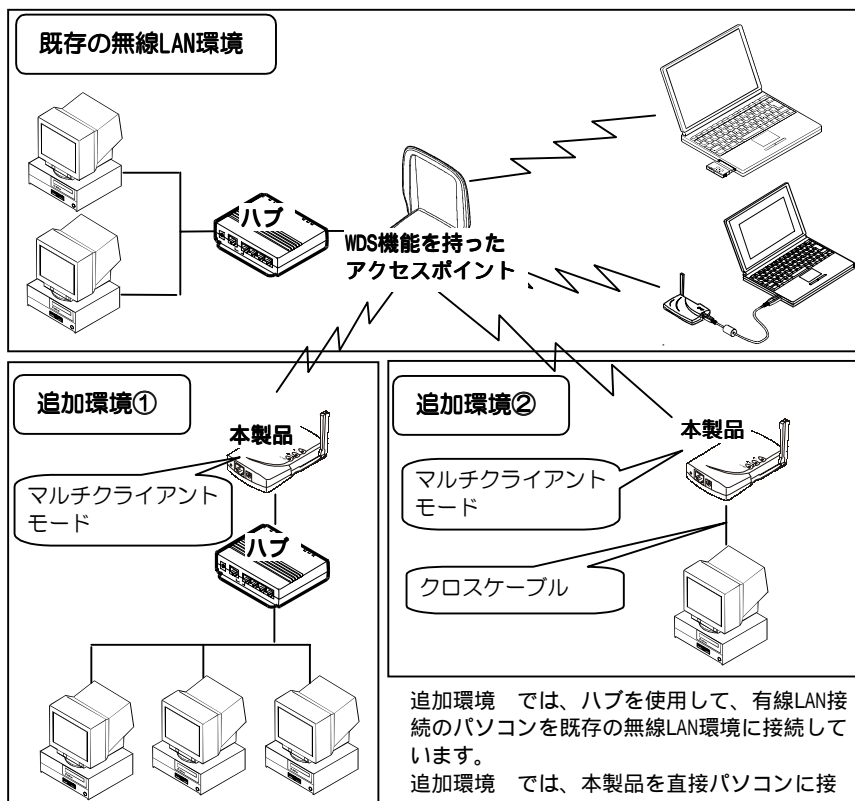 既存の無線LAN環境
ハブ
WDS機能を持った
アクセスポイント
追加環境①
本製品
マルチクライアント
モード
ハブ
追加環境②
本製品
マルチクライアント
モード
クロスケーブル
追加環境 では、ハブを使用して、有線LAN接
続のパソコンを既存の無線LAN環境に接続して
います。
追加環境 では、本製品を直接パソコンに接